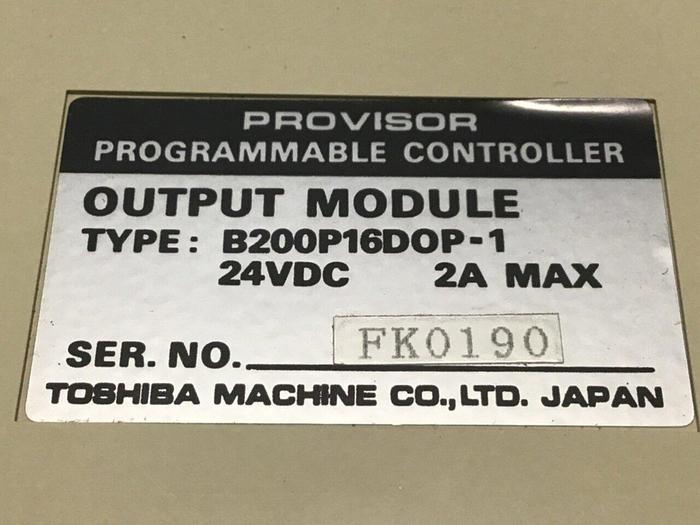 PROVISOR
PROGRAMMABLE CONTROLLER
OUTPUT MODULE
TYPE: B200P16DOP-1
24VDC 2A MAX
SER. NO. FK0190
TOSHIBA MACHINE CO.,LTD. JAPAN